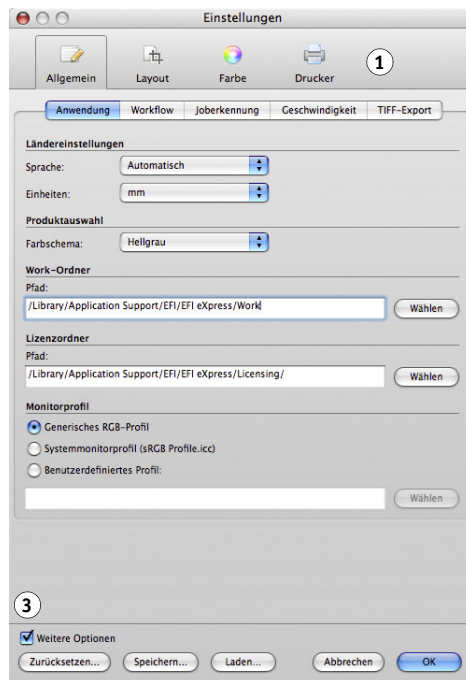 Einstellungen
Allgemein Layout Farbe Drucker 1
Anwendung Workflow Joberkennung Geschwindigkeit TIFF-Export
Ländereinstellungen
Sprache: Automatisch
Einheiten: mm
Produktauswahl
Farbschema: Hellgrau
Work-Ordner
Pfad:
/Library/Application Support/EFI/EFI eXpress/Work Wählen
Lizenzordner
Pfad:
/Library/Application Support/EFI/EFI eXpress/Licensing/ Wählen
Monitorprofil
Generisches RGB-Profil
Systemmonitorprofil (sRGB Profile.icc)
Benutzerdefiniertes Profil:
Wählen
3
Weitere Optionen
Zurücksetzen... Speichern... Laden... Abbrechen OK